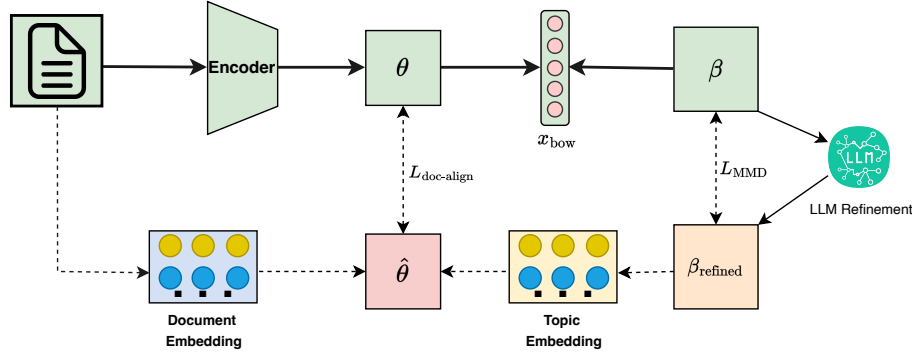 Encoder
θ
x_bow
β
L_doc-align
L_MMD
LLM
LLM Refinement
θ̂
β_refined
Document
Embedding
Topic
Embedding